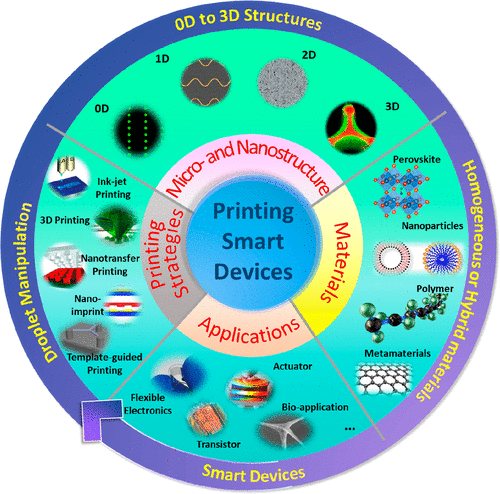 0D to 3D Structures
0D
1D
2D
3D
Micro- and Nanostructure
Printing
Smart
Devices
Printing
Strategies
Materials
Applications
Droplet Manipulation
Ink-jet
Printing
3D Printing
Nanotransfer
Printing
Nano-
imprint
Template-guided
Printing
Homogeneous or Hybrid materials
Perovskite
Nanoparticles
Polymer
Metamaterials
Flexible
Electronics
Actuator
Transistor
Bio-application
...
Smart Devices